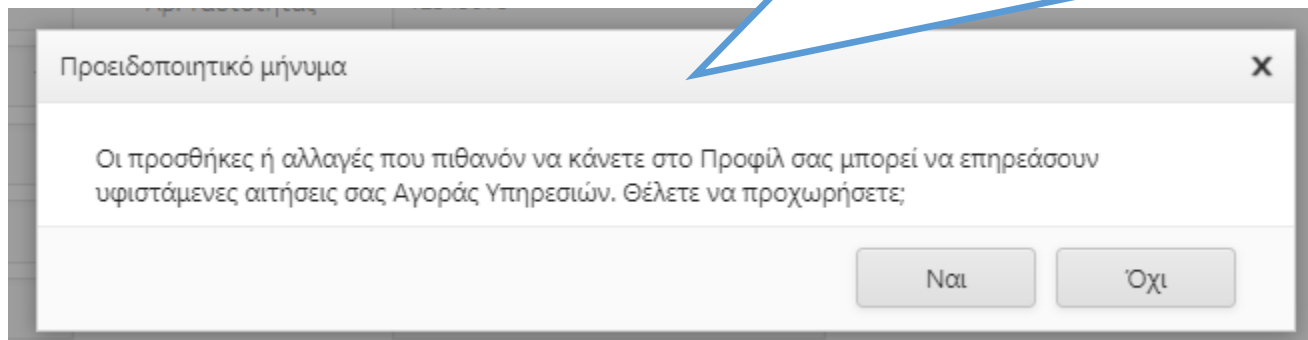 Προειδοποιητικό μήνυμα
x
Οι προσθήκες ή αλλαγές που πιθανόν να κάνετε στο Προφίλ σας μπορεί να επηρεάσουν
υφιστάμενες αιτήσεις σας Αγοράς Υπηρεσιών. Θέλετε να προχωρήσετε;
Ναι Όχι